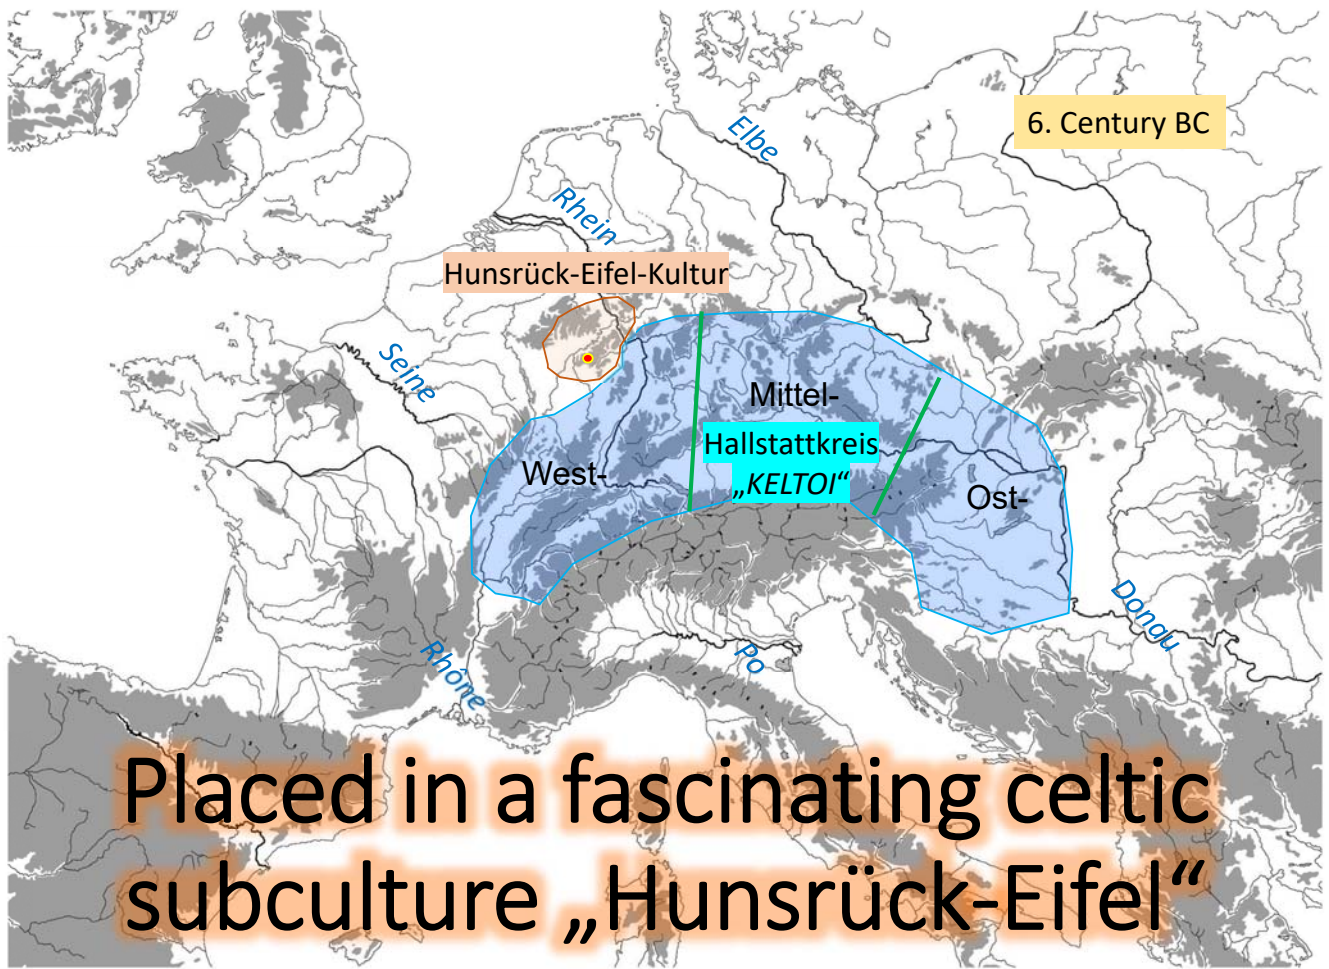 6. Century BC
Elbe
Rhein
Hunsrück-Eifel-Kultur
Seine
Mittel-
Hallstattkreis
„KELTOI“
West-
Ost-
Donau
Rhône
Po
Placed in a fascinating celtic
subculture „Hunsrück-Eifel“